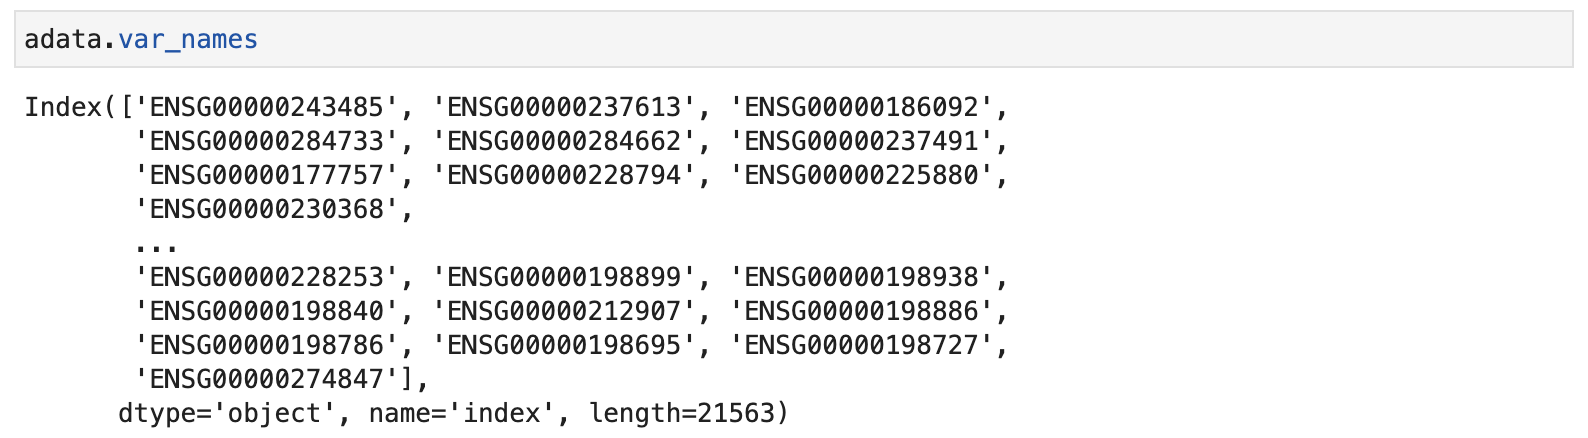 adata.var_names
Index(['ENSG00000243485', 'ENSG00000237613', 'ENSG00000186092',
'ENSG00000284733', 'ENSG00000284662', 'ENSG00000237491',
'ENSG00000177757', 'ENSG00000228794', 'ENSG00000225880',
'ENSG00000230368',
...
'ENSG00000228253', 'ENSG00000198899', 'ENSG00000198938',
'ENSG00000198840', 'ENSG00000212907', 'ENSG00000198886',
'ENSG00000198786', 'ENSG00000198695', 'ENSG00000198727',
'ENSG00000274847'],
dtype='object', name='index', length=21563)